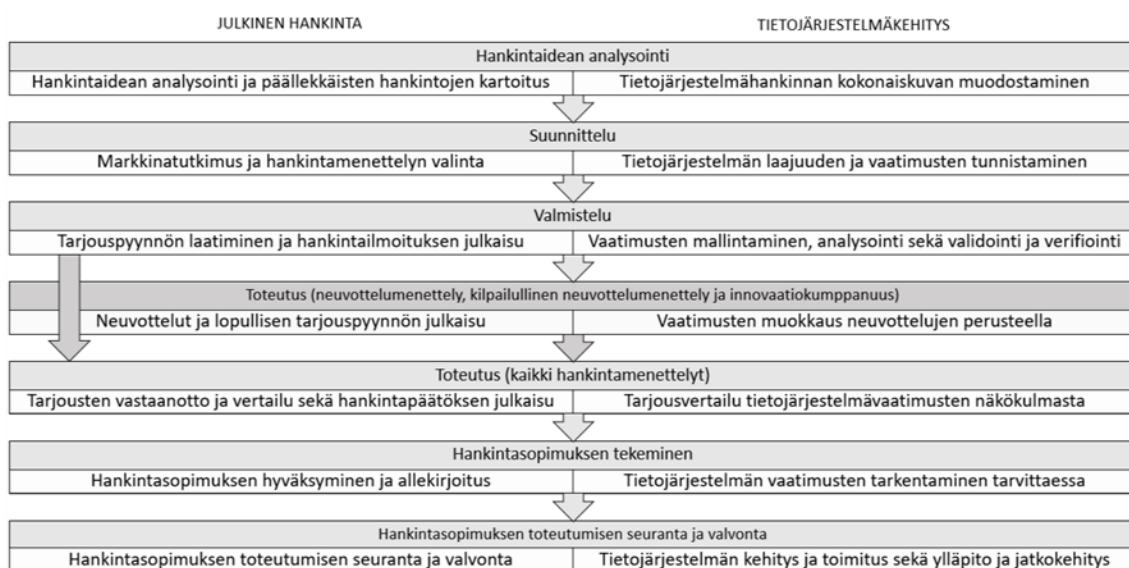 JULKINEN HANKINTA
TIETOJÄRJESTELMÄKEHITYS
Hankintaidean analysointi
Hankintaidean analysointi ja päällekkäisten hankintojen kartoitus
Tietojärjestelmähankinnan kokonaiskuvan muodostaminen
Suunnittelu
Markkinatutkimus ja hankintamenettelyn valinta
Tietojärjestelmän laajuuden ja vaatimusten tunnistaminen
Valmistelu
Tarjouspyynnön laatiminen ja hankintailmoituksen julkaisu
Vaatimusten mallintaminen, analysointi sekä validointi ja verifiointi
Toteutus (neuvottelumenettely, kilpailullinen neuvottelumenettely ja innovaatiokumppanuus)
Neuvottelut ja lopullisen tarjouspyynnön julkaisu
Vaatimusten muokkaus neuvottelujen perusteella
Toteutus (kaikki hankintamenettelyt)
Tarjousten vastaanotto ja vertailu sekä hankintapäätöksen julkaisu
Tarjousvertailu tietojärjestelmävaatimusten näkökulmasta
Hankintasopimuksen tekeminen
Hankintasopimuksen hyväksyminen ja allekirjoitus
Tietojärjestelmän vaatimusten tarkentaminen tarvittaessa
Hankintasopimuksen toteutumisen seuranta ja valvonta
Hankintasopimuksen toteutumisen seuranta ja valvonta
Tietojärjestelmän kehitys ja toimitus sekä ylläpito ja jatkokehitys